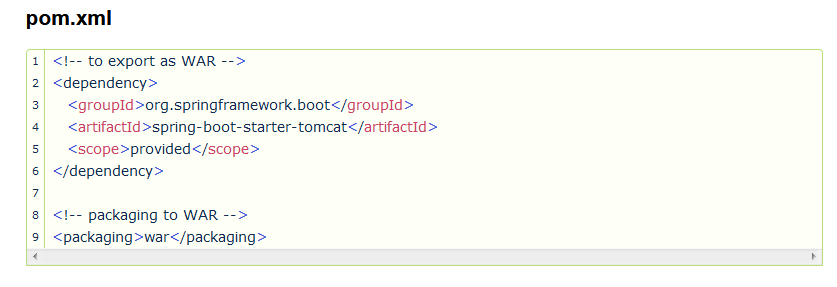 pom.xml
1 <!-- to export as WAR -->
2 <dependency>
3 <groupId>org.springframework.boot</groupId>
4 <artifactId>spring-boot-starter-tomcat</artifactId>
5 <scope>provided</scope>
6 </dependency>
7
8 <!-- packaging to WAR -->
9 <packaging>war</packaging>